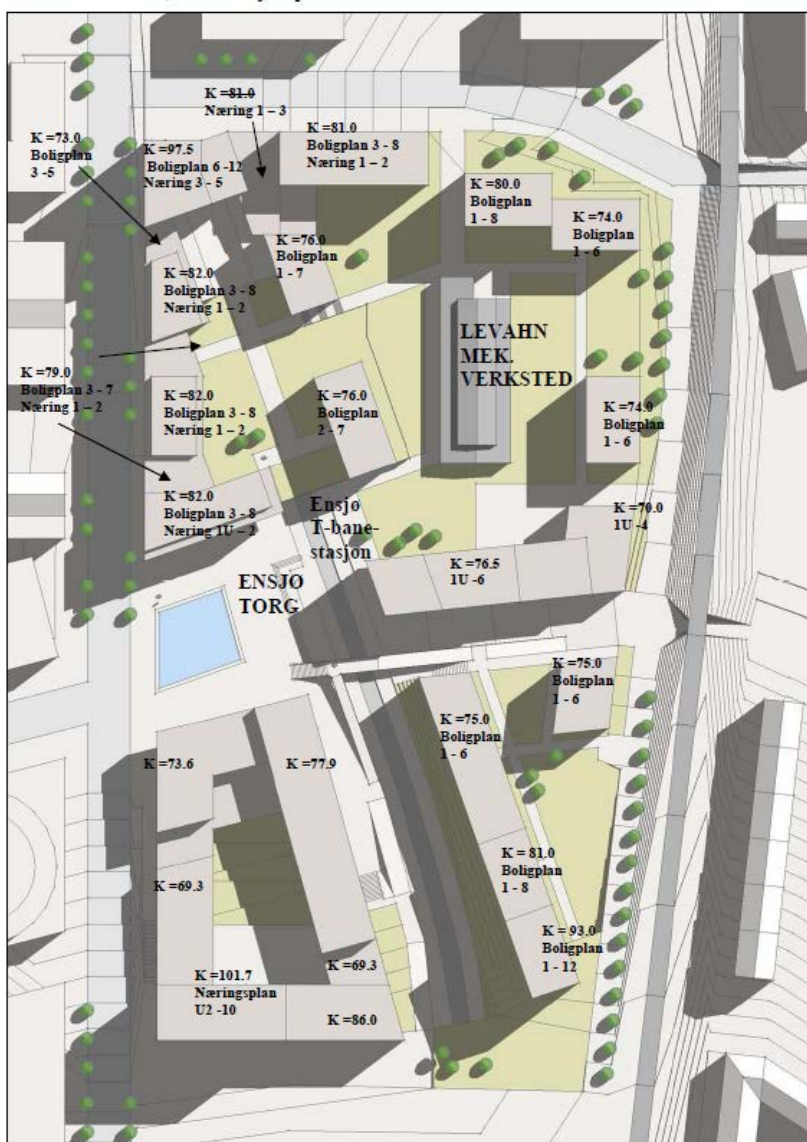 K =81.0
Næring 1 – 3
K =73.0
Boligplan
3 -5
K =97.5
Boligplan 6 -12
Næring 3 - 5
K =81.0
Boligplan 3 - 8
Næring 1 – 2
K =80.0
Boligplan
1 - 8
K =74.0
Boligplan
1 - 6
K =76.0
Boligplan
1 - 7
K =82.0
Boligplan 3 - 8
Næring 1 – 2
LEVAHN
MEK.
VERKSTED
K =79.0
Boligplan 3 - 7
Næring 1 – 2
K =82.0
Boligplan 3 - 8
Næring 1 – 2
K =76.0
Boligplan
2 - 7
K =74.0
Boligplan
1 - 6
K =82.0
Boligplan 3 - 8
Næring 1U – 2
Ensjø
T-bane-
stasjon
K =70.0
1U -4
K =76.5
1U -6
ENSJØ
TORG
K =75.0
Boligplan
1 - 6
K =75.0
Boligplan
1 - 6
K =73.6
K =77.9
K =69.3
K = 81.0
Boligplan
1 - 8
K = 93.0
Boligplan
1 - 12
K =69.3
K =101.7
Næringsplan
U2 -10
K =86.0